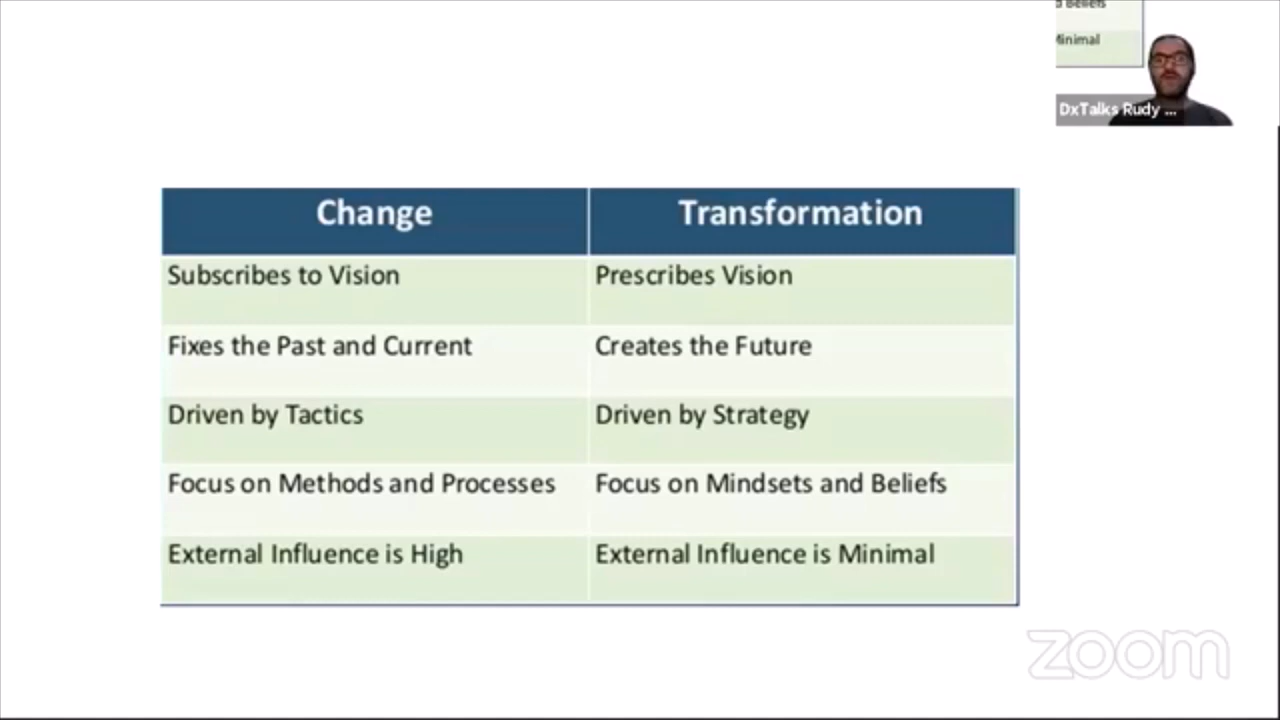 d Beliefs
Minimal
DxTalks Rudy ...
Change Transformation
Subscribes to Vision Prescribes Vision
Fixes the Past and Current Creates the Future
Driven by Tactics Driven by Strategy
Focus on Methods and Processes Focus on Mindsets and Beliefs
External Influence is High External Influence is Minimal
zoom